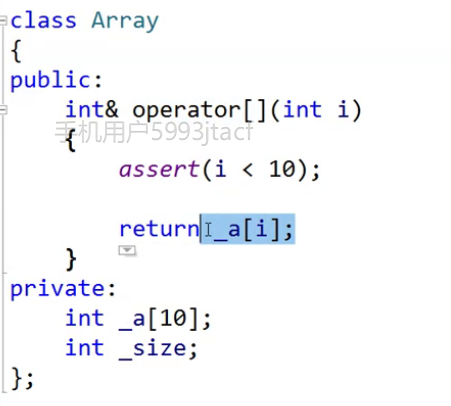 class Array
{
public:
int& operator[](int i)
手机用户5993jtacf
{
assert(i < 10);
return _a[i];
}
private:
int _a[10];
int _size;
};